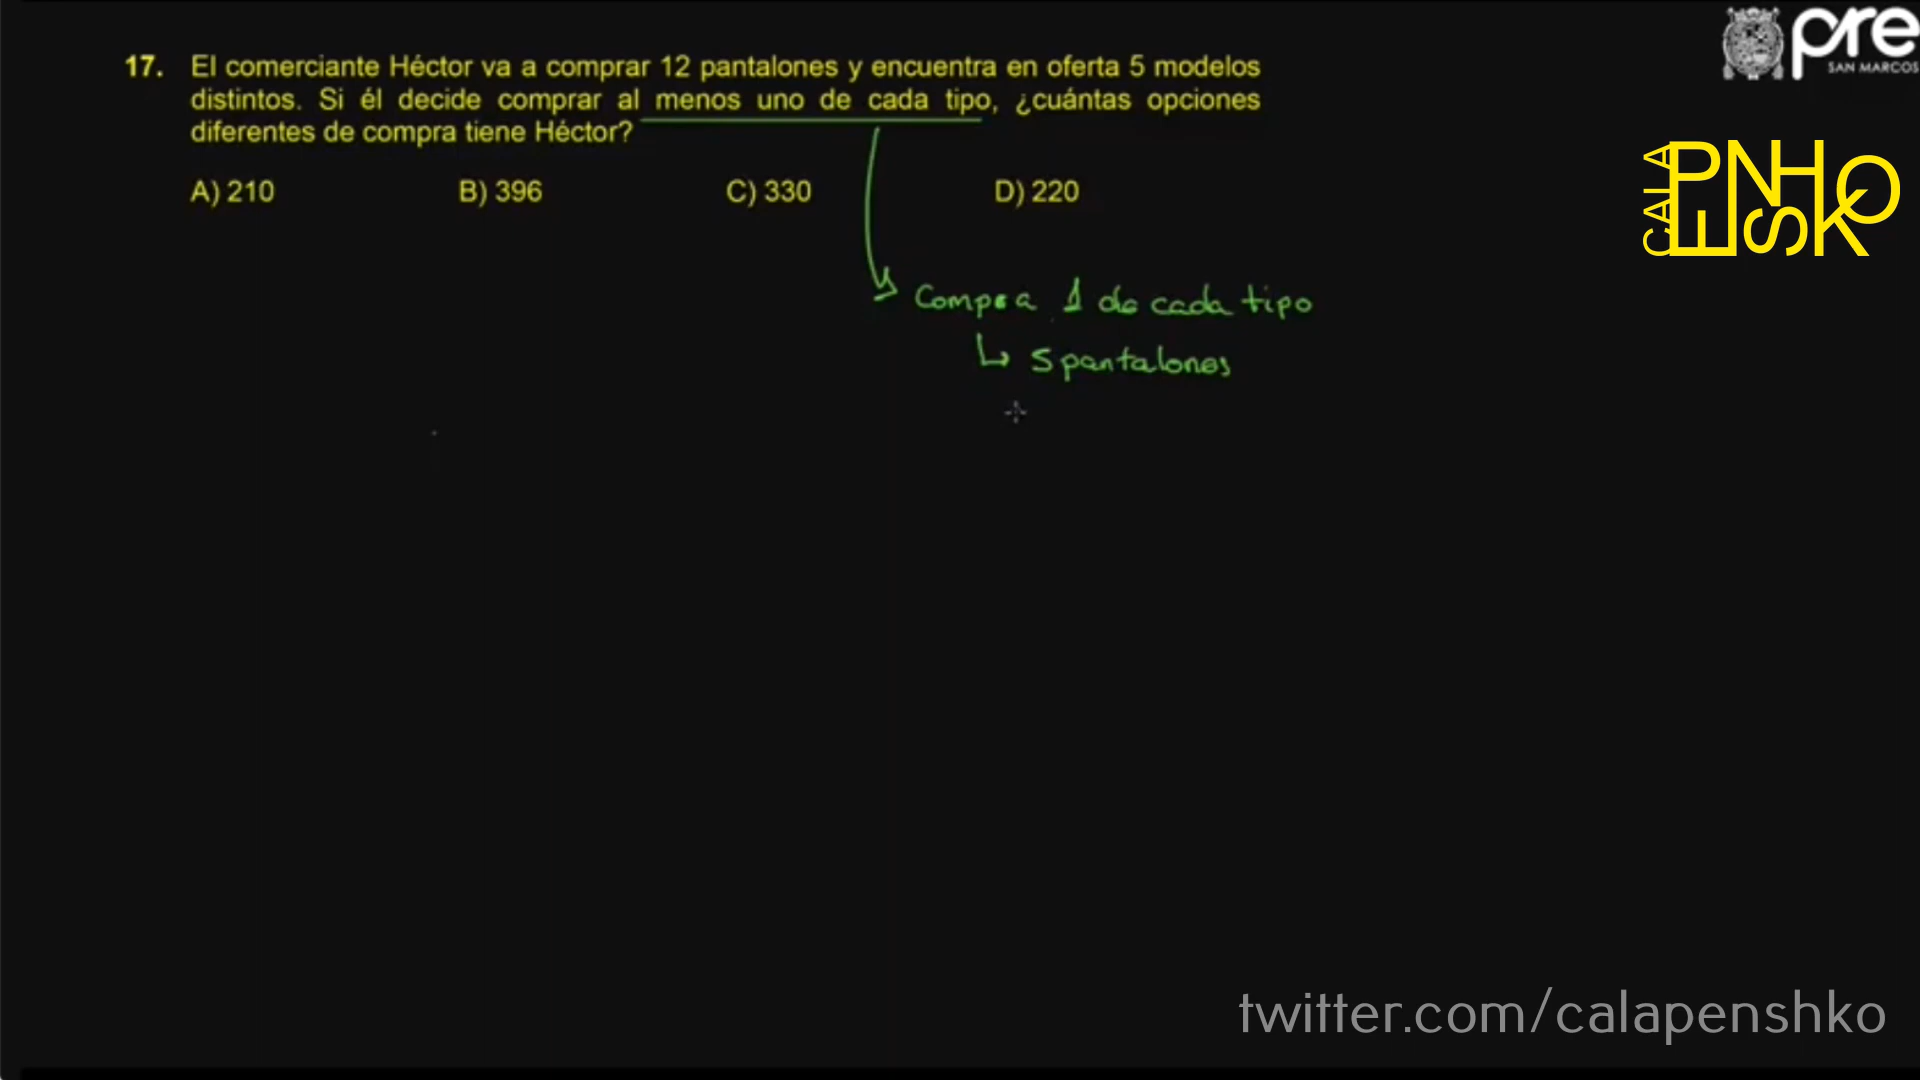 pre
SAN MARCOS
17. El comerciante Héctor va a comprar 12 pantalones y encuentra en oferta 5 modelos
distintos. Si él decide comprar al menos uno de cada tipo, ¿cuántas opciones
diferentes de compra tiene Héctor?
CALA PENSHKO
A) 210 B) 396 C) 330 D) 220
Compra 1 de cada tipo
5 pantalones
twitter.com/calapenshko